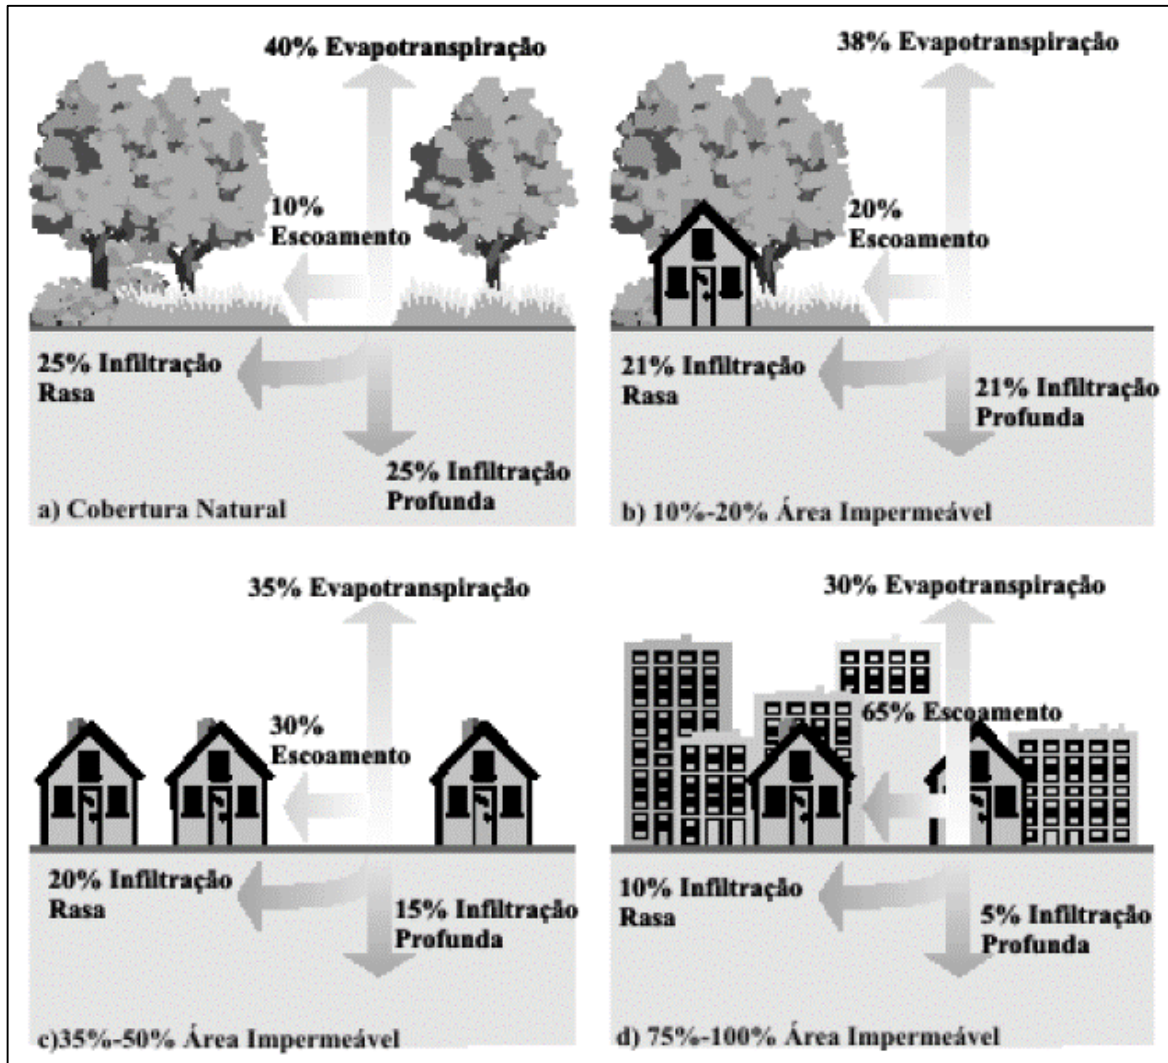 40% Evapotranspiração
10%
Escoamento
25% Infiltração
Rasa
25% Infiltração
Profunda
a) Cobertura Natural
38% Evapotranspiração
20%
Escoamento
21% Infiltração
Rasa
21% Infiltração
Profunda
b) 10%-20% Área Impermeável
35% Evapotranspiração
30%
Escoamento
20% Infiltração
Rasa
15% Infiltração
Profunda
c)35%-50% Área Impermeável
30% Evapotranspiração
65% Escoamento
10% Infiltração
Rasa
5% Infiltração
Profunda
d) 75%-100% Área Impermeável